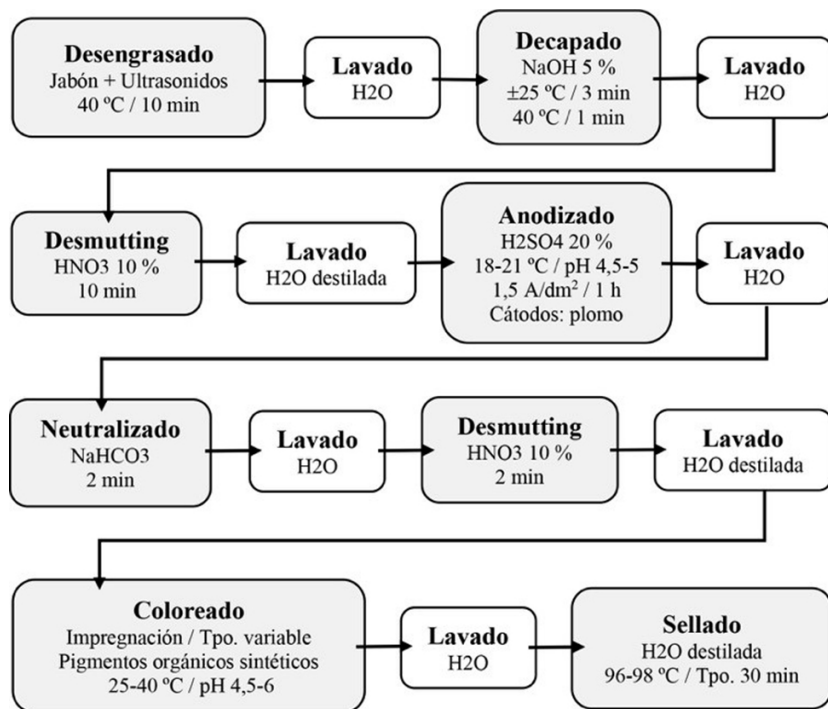 Desengrasado
Jabón + Ultrasonidos
40 ºC / 10 min
Lavado
H2O
Decapado
NaOH 5 %
±25 ºC / 3 min
40 ºC / 1 min
Lavado
H2O
Desmutting
HNO3 10 %
10 min
Lavado
H2O destilada
Anodizado
H2SO4 20 %
18-21 ºC / pH 4,5-5
1,5 A/dm² / 1 h
Cátodos: plomo
Lavado
H2O
Neutralizado
NaHCO3
2 min
Lavado
H2O
Desmutting
HNO3 10 %
2 min
Lavado
H2O destilada
Coloreado
Impregnación / Tpo. variable
Pigmentos orgánicos sintéticos
25-40 ºC / pH 4,5-6
Lavado
H2O
Sellado
H2O destilada
96-98 ºC / Tpo. 30 min